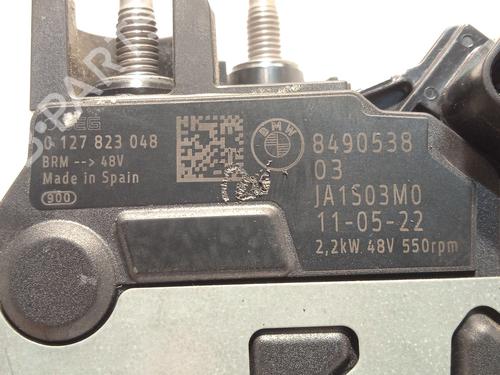 SEG
0 127 823 048
BRM --> 48V
Made in Spain
900
BMW
8490538
03
JA1S03M0
11-05-22
2,2kW 48V 550rpm